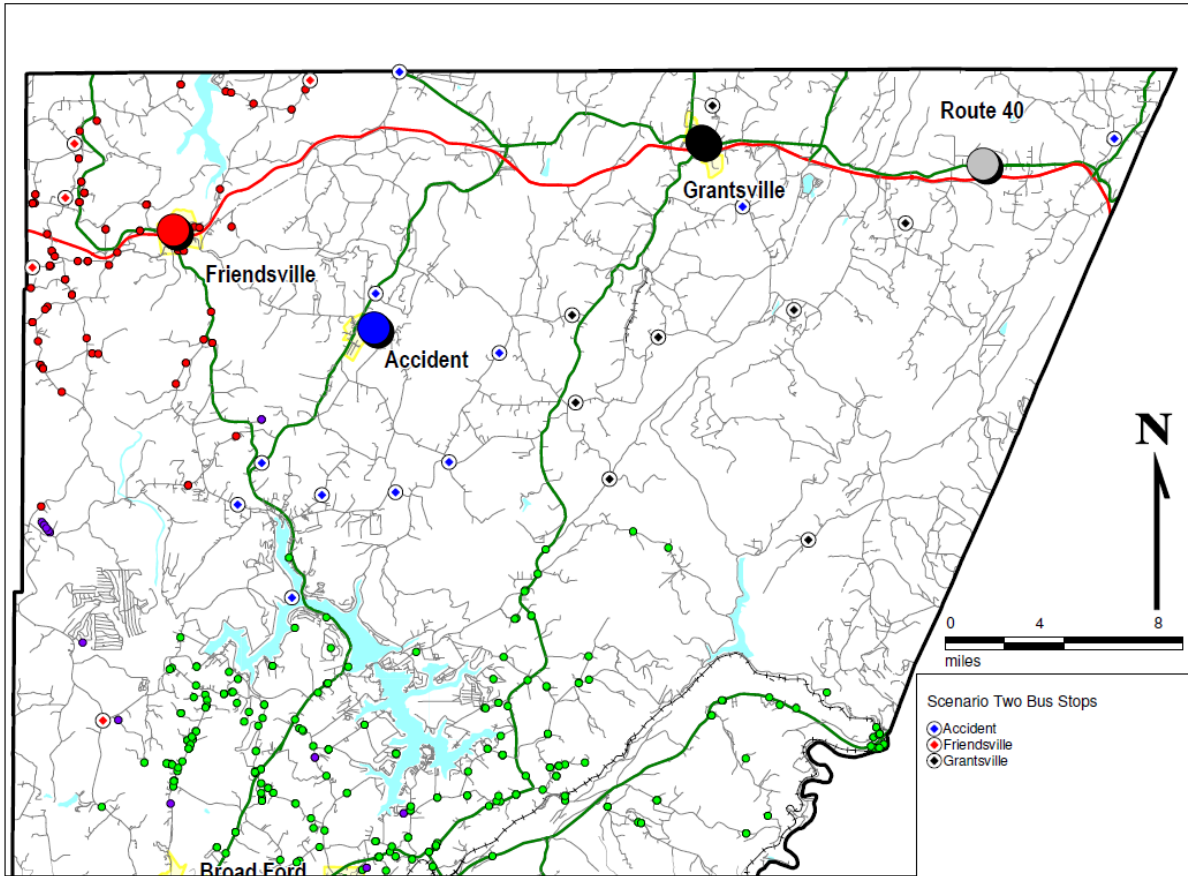 Route 40
Grantsville
Friendsville
Accident
N
0 4 8
miles
Scenario Two Bus Stops
Accident
Friendsville
Grantsville
Broad Ford